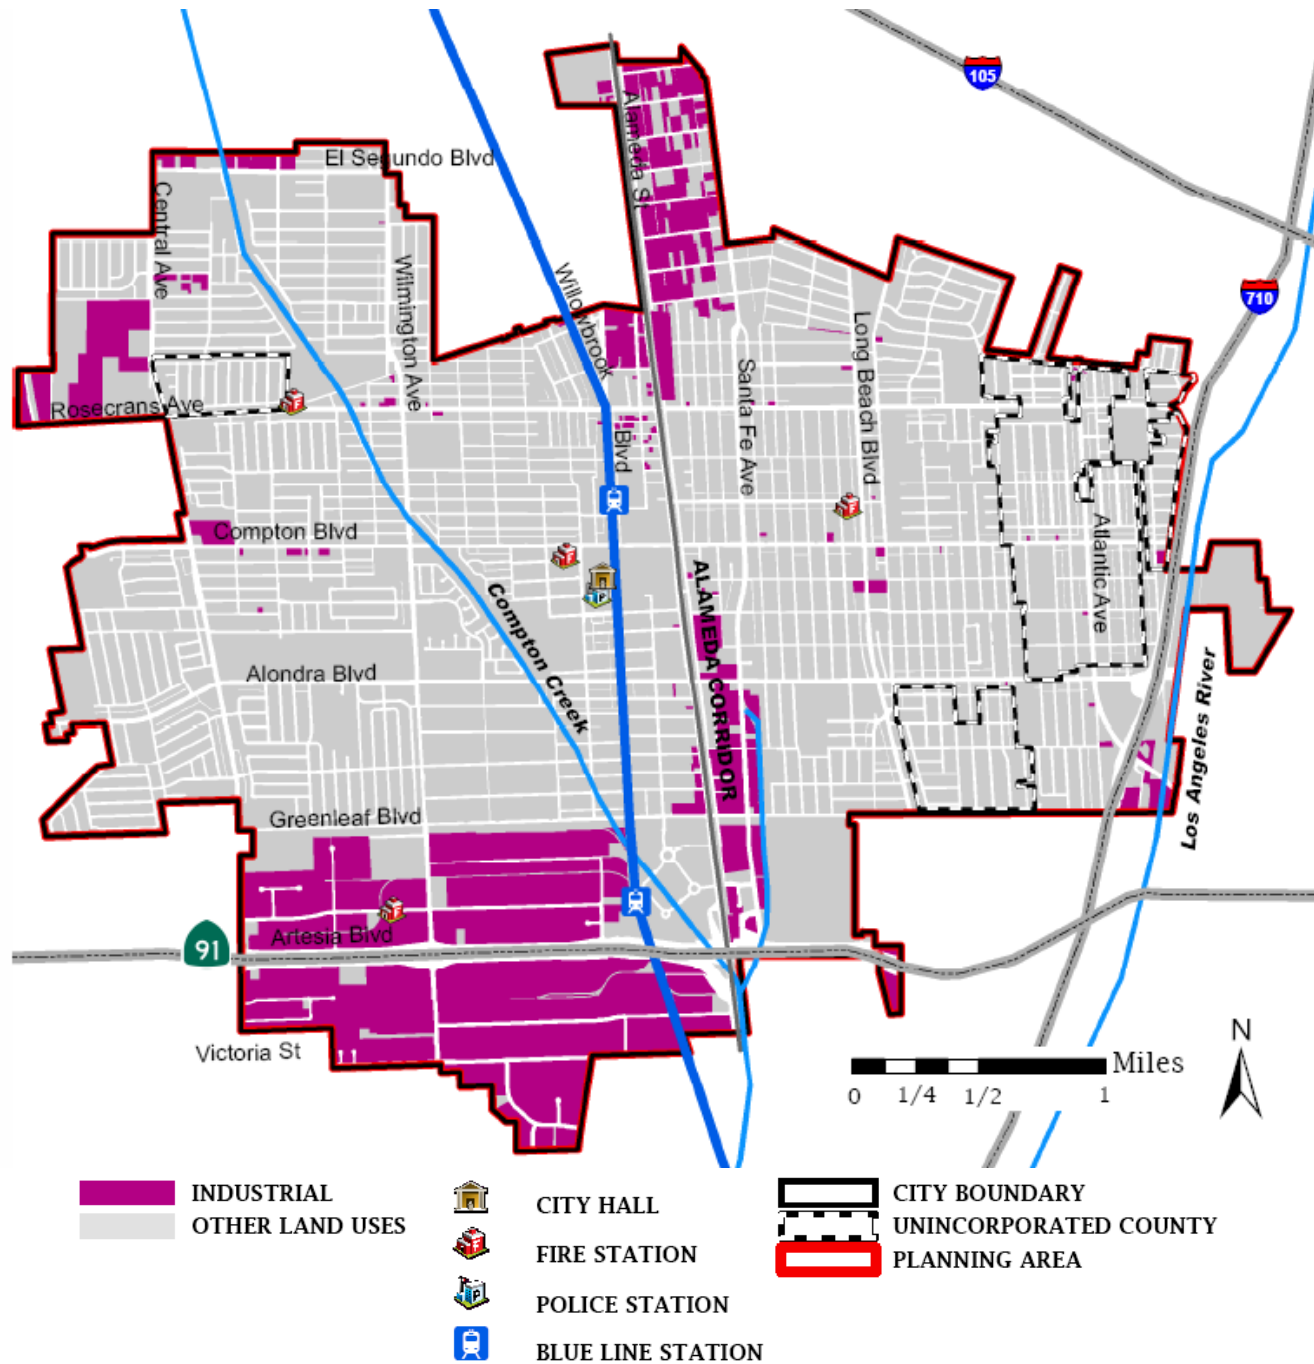 105
Alameda St
El Segundo Blvd
Central Ave
Wilmington Ave
Willowbrook
Blvd
710
Long Beach Blvd
Santa Fe Ave
Rosecrans Ave
Compton Blvd
Atlantic Ave
Compton Creek
ALAMEDA CORRIDOR
Alondra Blvd
Los Angeles River
Greenleaf Blvd
Artesia Blvd
91
Victoria St
N
Miles
0 1/4 1/2 1
INDUSTRIAL
OTHER LAND USES
CITY HALL
FIRE STATION
POLICE STATION
BLUE LINE STATION
CITY BOUNDARY
UNINCORPORATED COUNTY
PLANNING AREA